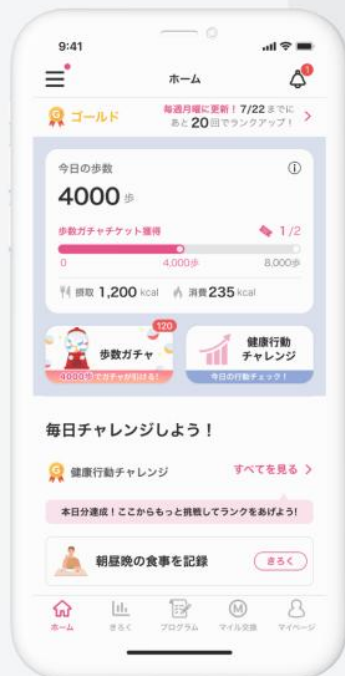 9:41
ホーム
1
ゴールド
毎週月曜に更新！7/22までに
あと20回でランクアップ！
今日の歩数
4000歩
歩数ガチャチケット獲得
1/2
0
4,000歩
8,000歩
摂取 1,200 kcal
消費 235 kcal
120
歩数ガチャ
4000歩でガチャが引ける！
健康行動
チャレンジ
今日の行動チェック！
毎日チャレンジしよう！
健康行動チャレンジ
すべてを見る
本日分達成！ここからもっと挑戦してランクをあげよう!
朝昼晩の食事を記録
きろく
ホーム
きろく
プログラム
M
マイル交換
マイページ